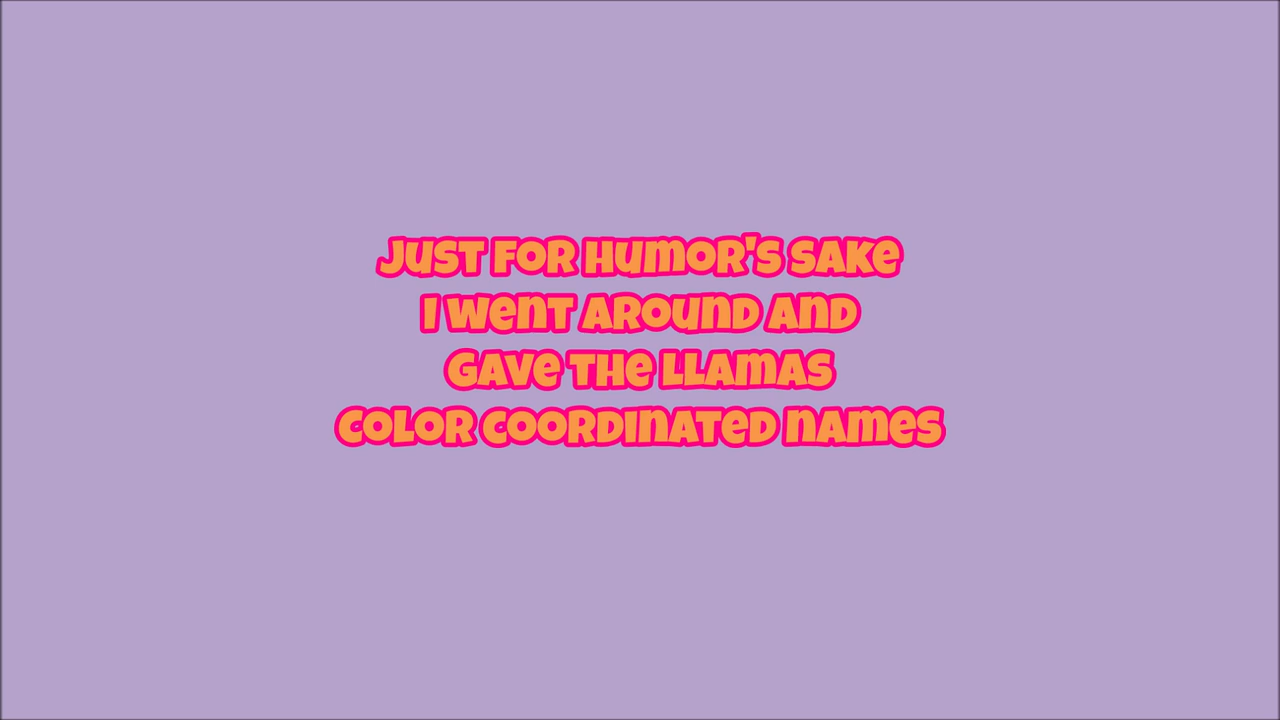 Just for humor's sake
I went around and
gave the llamas
color coordinated names